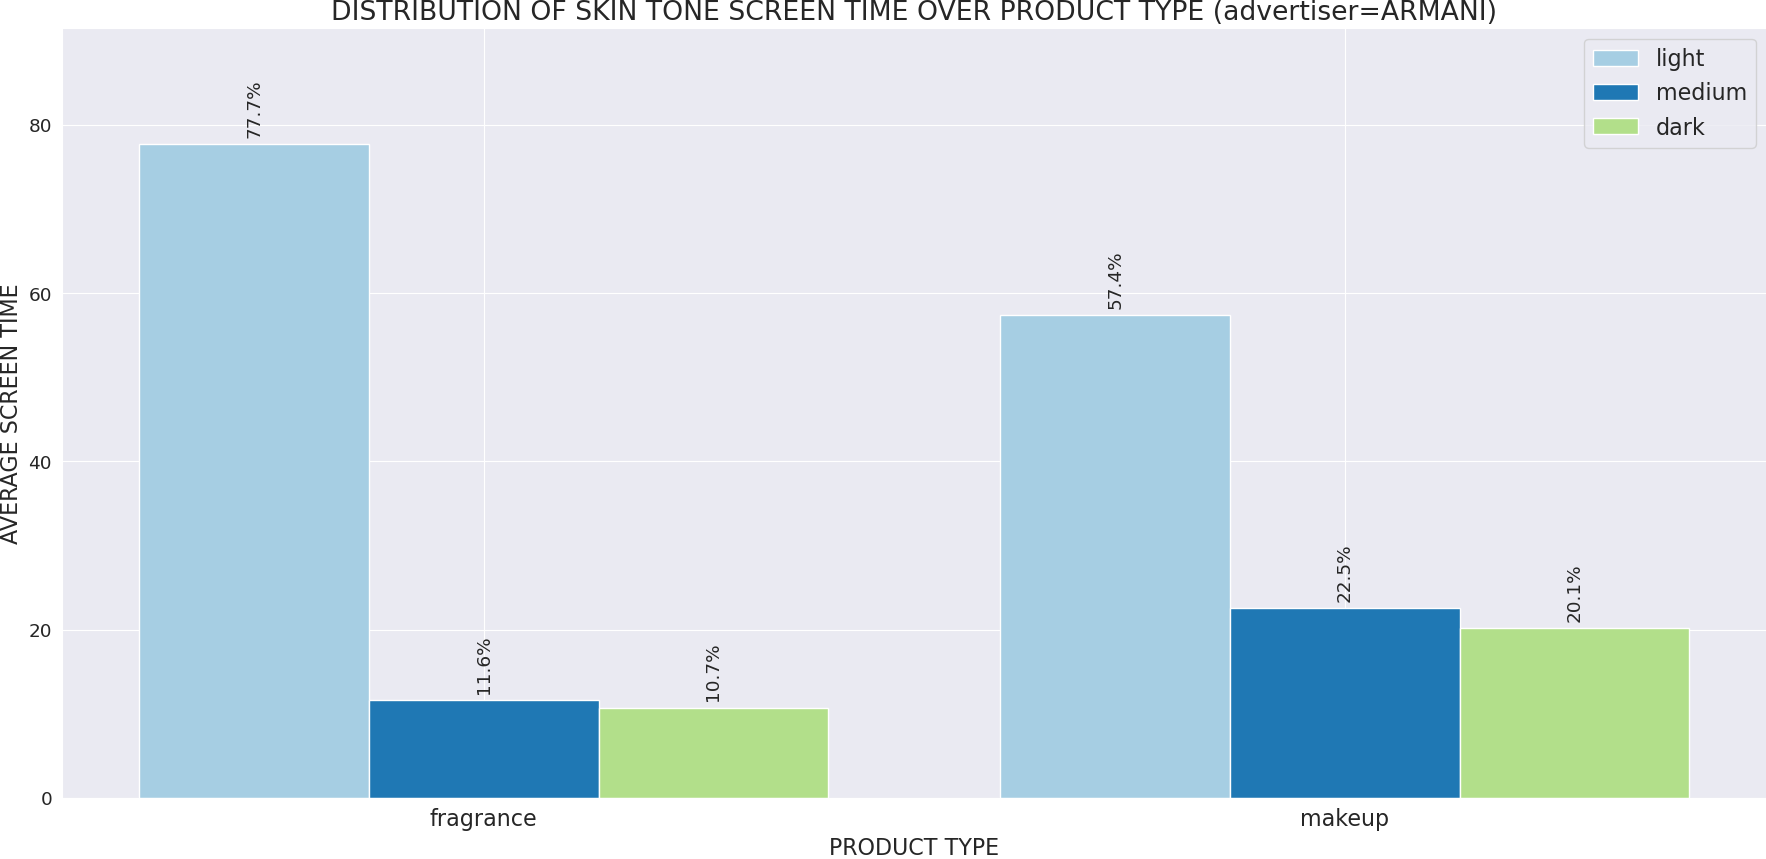 DISTRIBUTION OF SKIN TONE SCREEN TIME OVER PRODUCT TYPE (advertiser=ARMANI)
light
medium
dark
AVERAGE SCREEN TIME
80
60
40
20
0
77.7%
11.6%
10.7%
57.4%
22.5%
20.1%
fragrance
makeup
PRODUCT TYPE